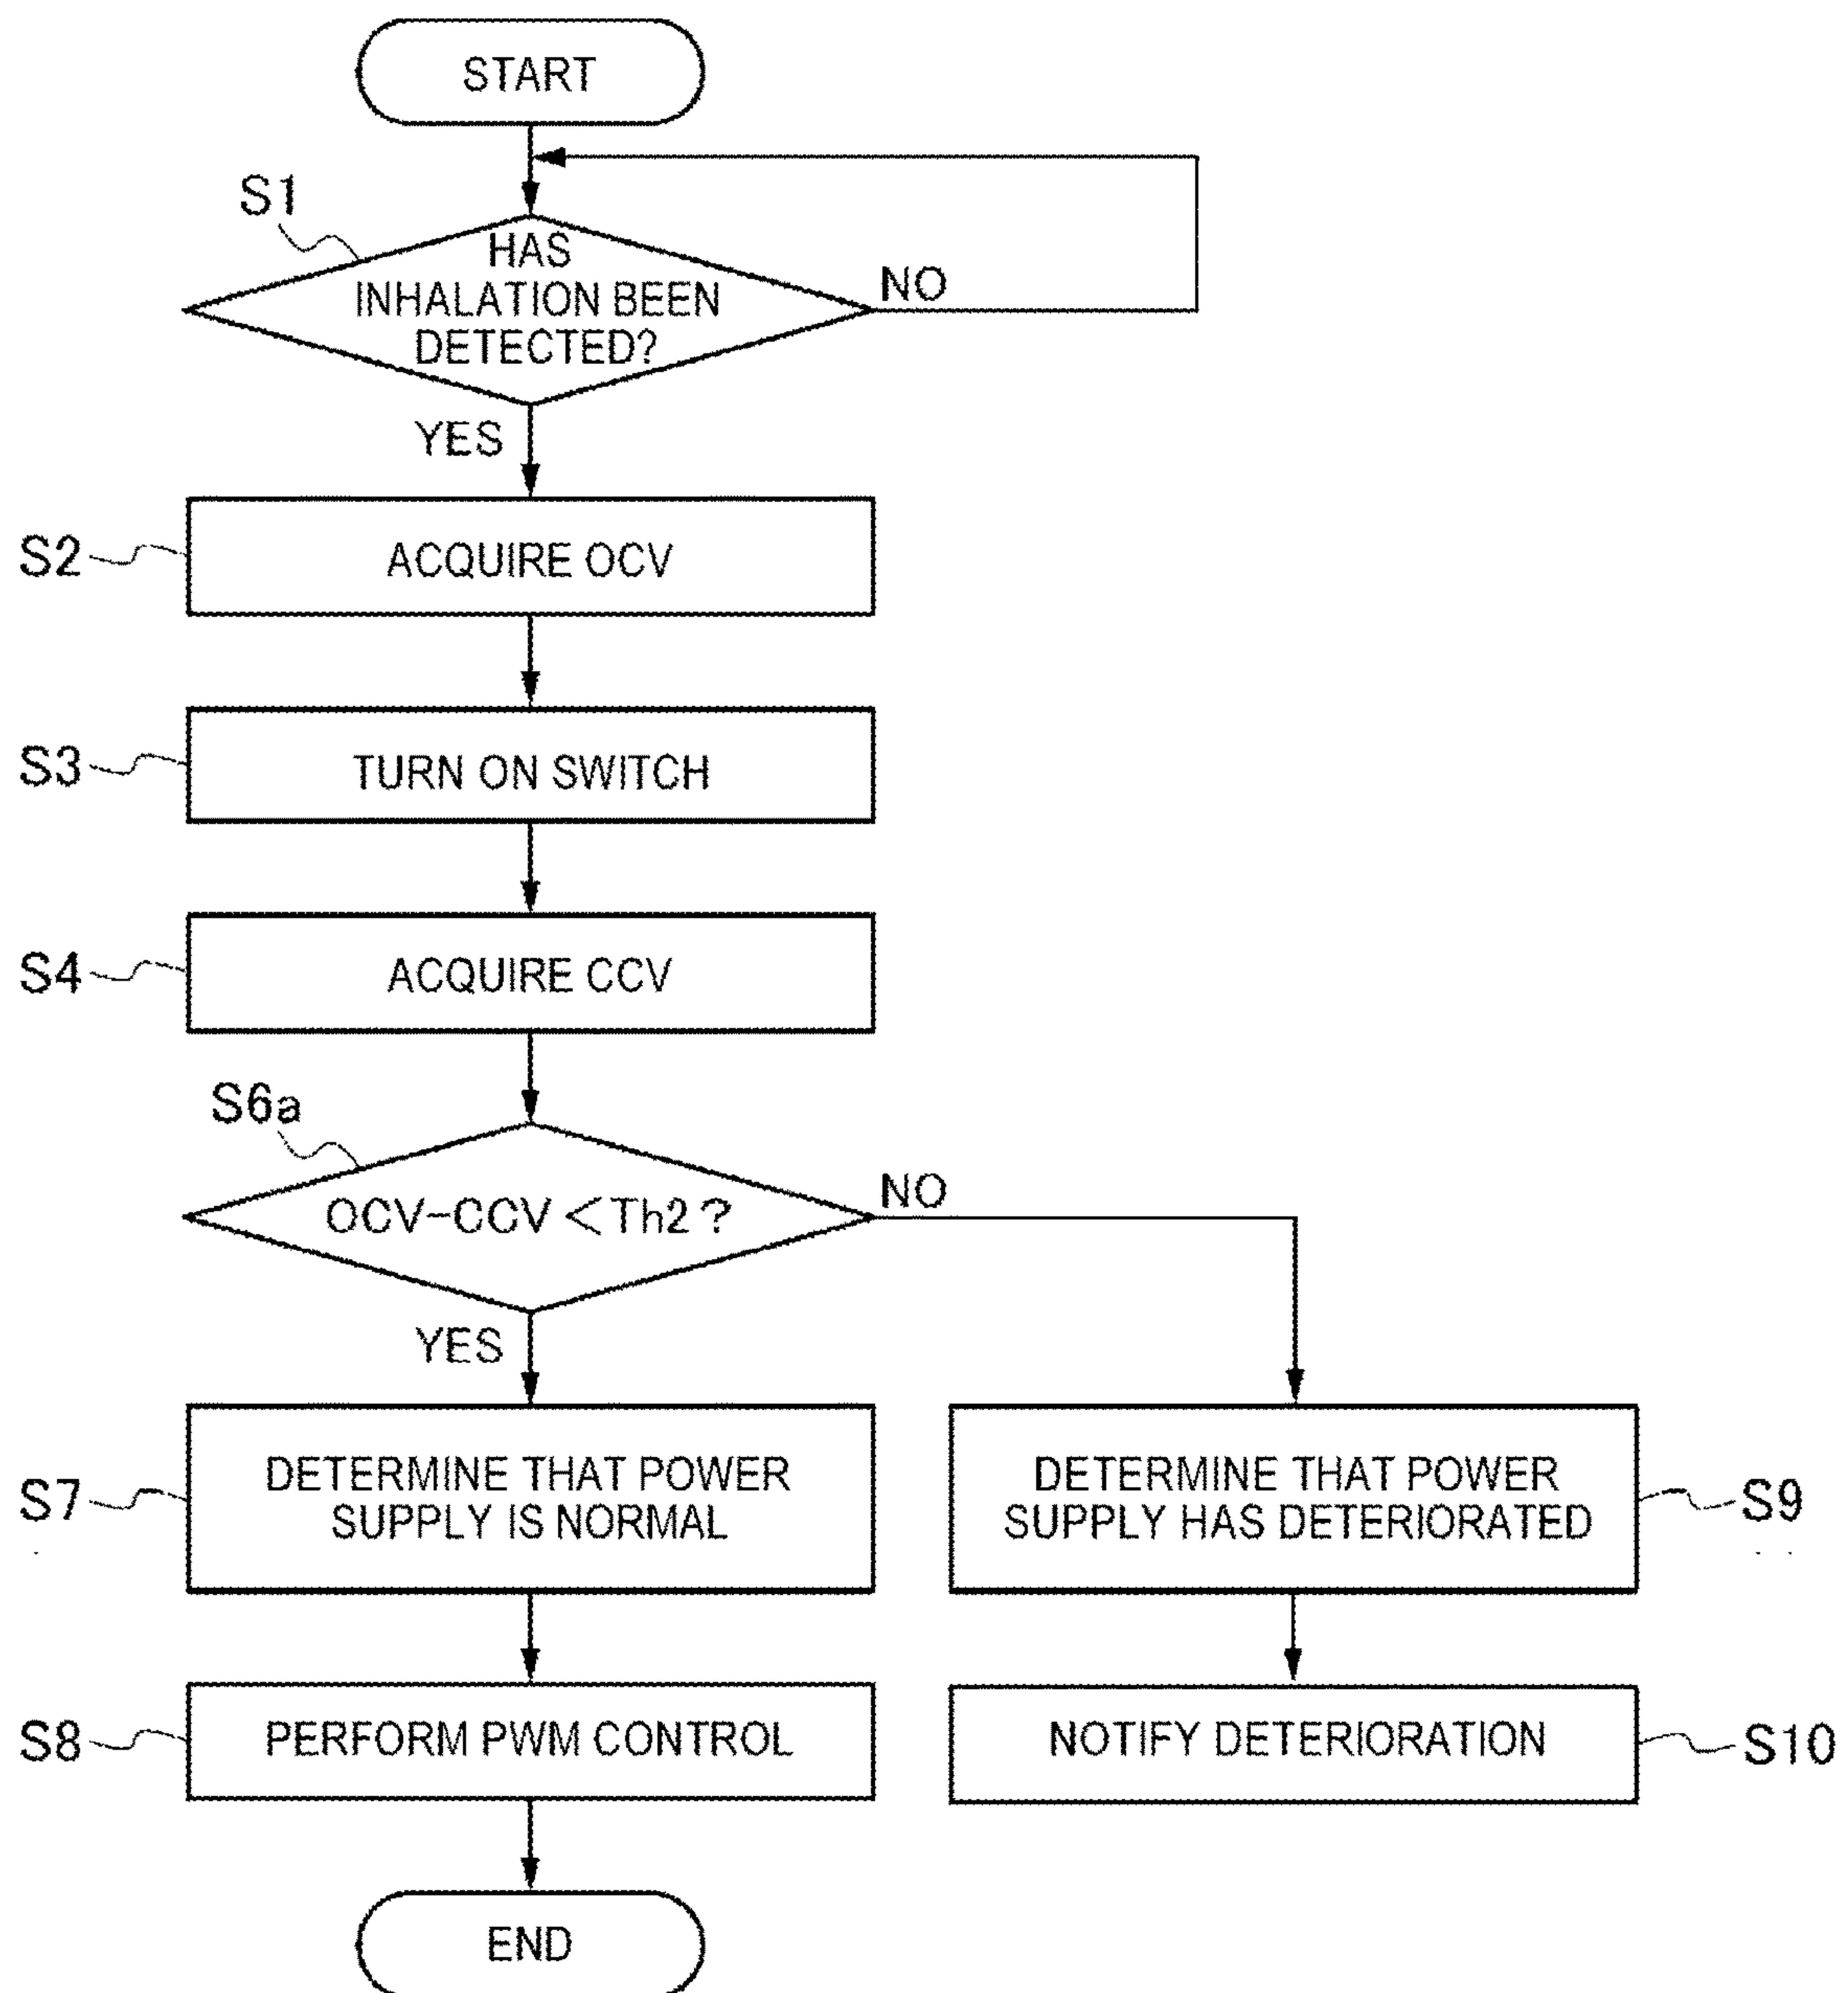 START
S1
HAS
INHALATION BEEN
DETECTED?
NO
YES
S2
ACQUIRE OCV
S3
TURN ON SWITCH
S4
ACQUIRE CCV
S6a
OCV-CCV<Th2?
NO
YES
S7
DETERMINE THAT POWER
SUPPLY IS NORMAL
DETERMINE THAT POWER
SUPPLY HAS DETERIORATED
S9
S8
PERFORM PWM CONTROL
NOTIFY DETERIORATION
S10
END